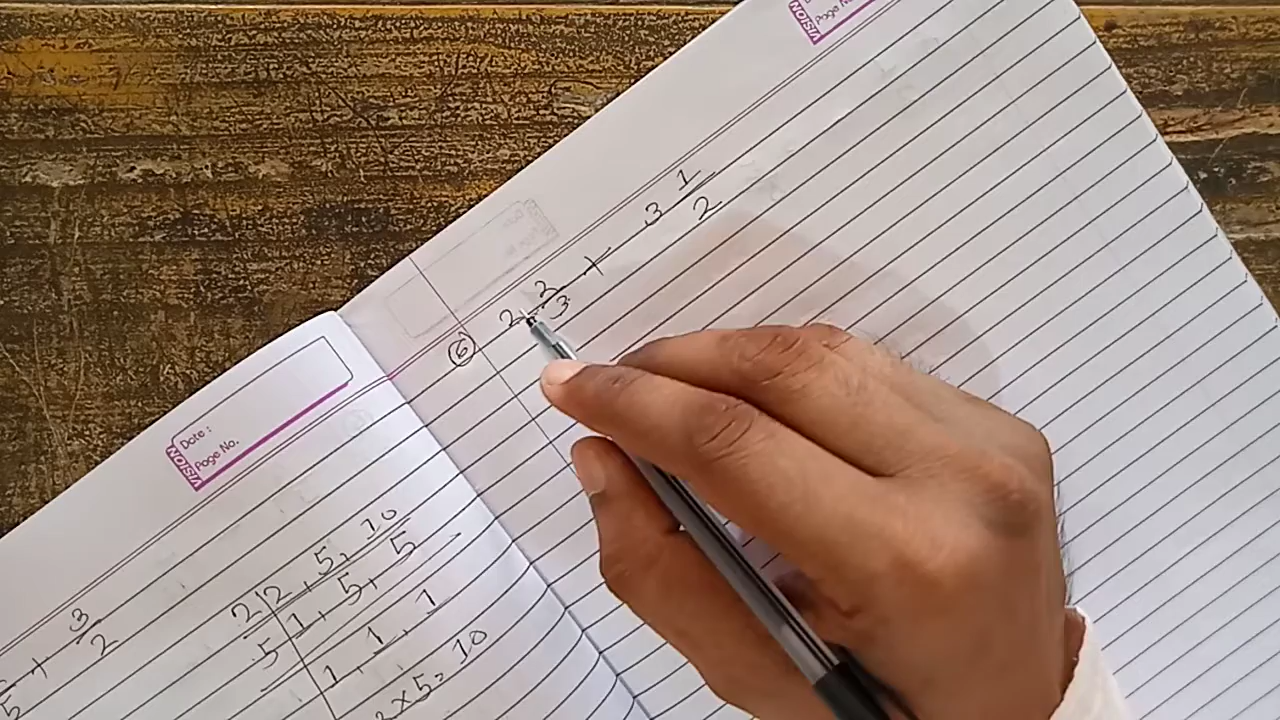 VISION
Page No.
⑥ 2 2/3 + 3 1/2
VISION
Date :
Page No.
5 + 3/2
2 | 2, 5, 10
5 | 1, 5, 5
1, 1, 1
× 5 = 10